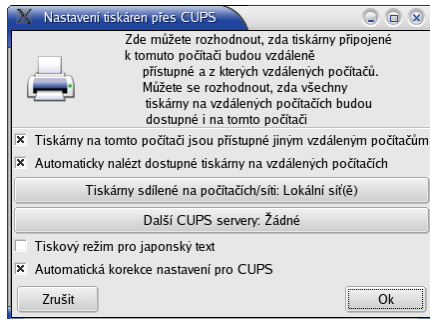 Nastavení tiskáren přes CUPS
Zde můžete rozhodnout, zda tiskárny připojené
k tomuto počítači budou vzdáleně
přístupné a z kterých vzdálených počítačů.
Můžete se rozhodnout, zda všechny
tiskárny na vzdálených počítačích budou
dostupné i na tomto počítači
Tiskárny na tomto počítači jsou přístupné jiným vzdáleným počítačům
Automaticky nalézt dostupné tiskárny na vzdálených počítačích
Tiskárny sdílené na počítačích/síti: Lokální síť(ě)
Další CUPS servery: Žádné
Tiskový režim pro japonský text
Automatická korekce nastavení pro CUPS
Zrušit
Ok